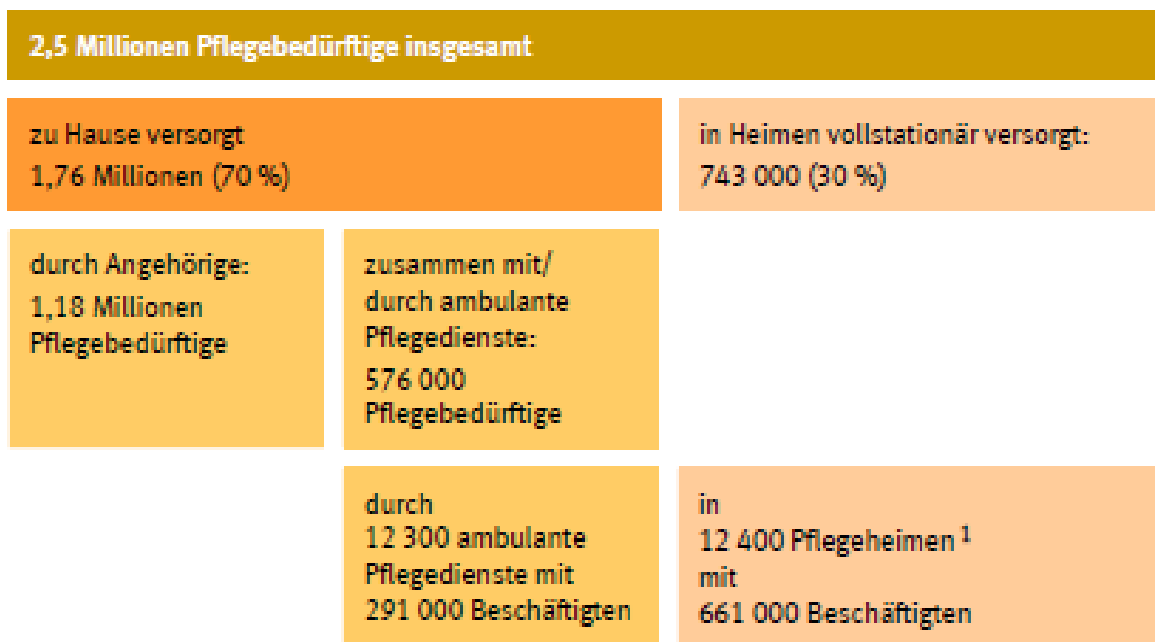 2,5 Millionen Pflegebedürftige insgesamt
zu Hause versorgt
1,76 Millionen (70 %)
in Heimen vollstationär versorgt:
743 000 (30 %)
durch Angehörige:
1,18 Millionen
Pflegebedürftige
zusammen mit/
durch ambulante
Pflegedienste:
576 000
Pflegebedürftige
durch
12 300 ambulante
Pflegedienste mit
291 000 Beschäftigten
in
12 400 Pflegeheimen 1
mit
661 000 Beschäftigten